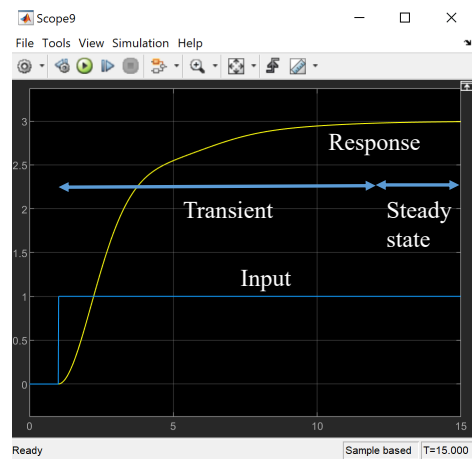 Scope9
File Tools View Simulation Help
3
Response
2.5
2
Transient
Steady
state
1.5
Input
1
0.5
0
0 5 10 15
Ready Sample based T=15.000